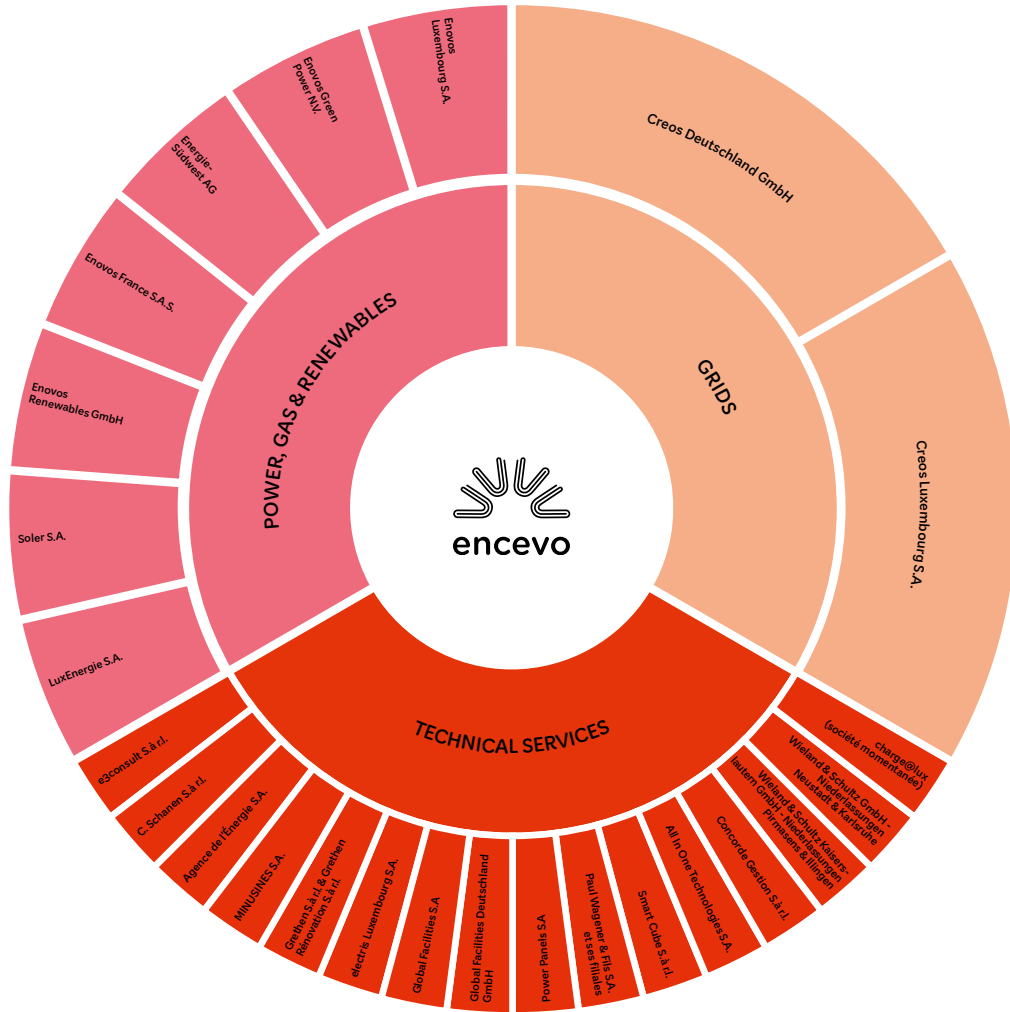 encevo
POWER, GAS & RENEWABLES
GRIDS
TECHNICAL SERVICES
Creos Deutschland GmbH
Creos Luxembourg S.A.
charge@lux
(société momentanée)
Wieland & Schultz GmbH -
Niederlassungen
Neustadt & Karlsruhe
Wieland & Schultz Kaisers-
lautern GmbH - Niederlassungen
Pirmasens & Illingen
Concorde Gestion S.à r.l.
All In One Technologies S.A.
Smart Cube S.à r.l.
Paul Wagener & Fils S.A.
et ses filiales
Power Panels S.A
Global Facilities Deutschland
GmbH
Global Facilities S.A
electris Luxembourg S.A.
Grethen S.à r.l. & Grethen
Rénovation S.à r.l.
MINUSINES S.A.
Agence de l'Énergie S.A.
C. Schanen S.à r.l.
e3consult S.à r.l.
LuxEnergie S.A.
Soler S.A.
Enovos
Renewables GmbH
Enovos France S.A.S.
Energie-
Südwest AG
Enovos Green
Power N.V.
Enovos
Luxembourg S.A.